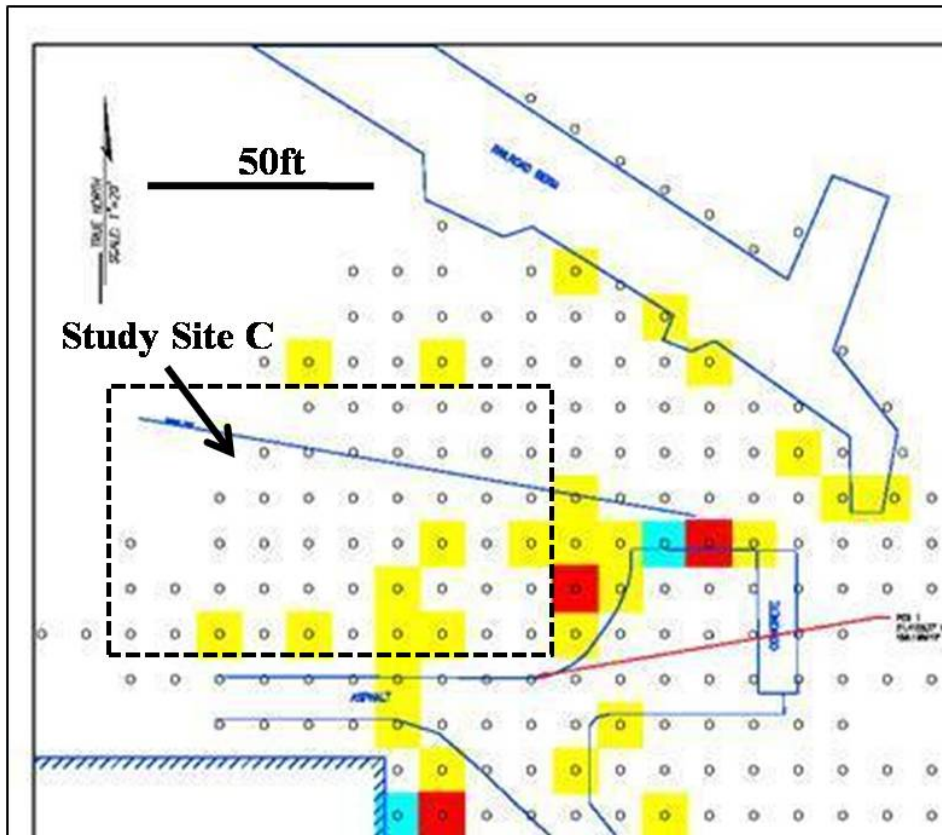 50ft
RAILROAD BERM
TRUE NORTH
SCALE: 1"=20'
Study Site C
CONCRETE
ASPHALT